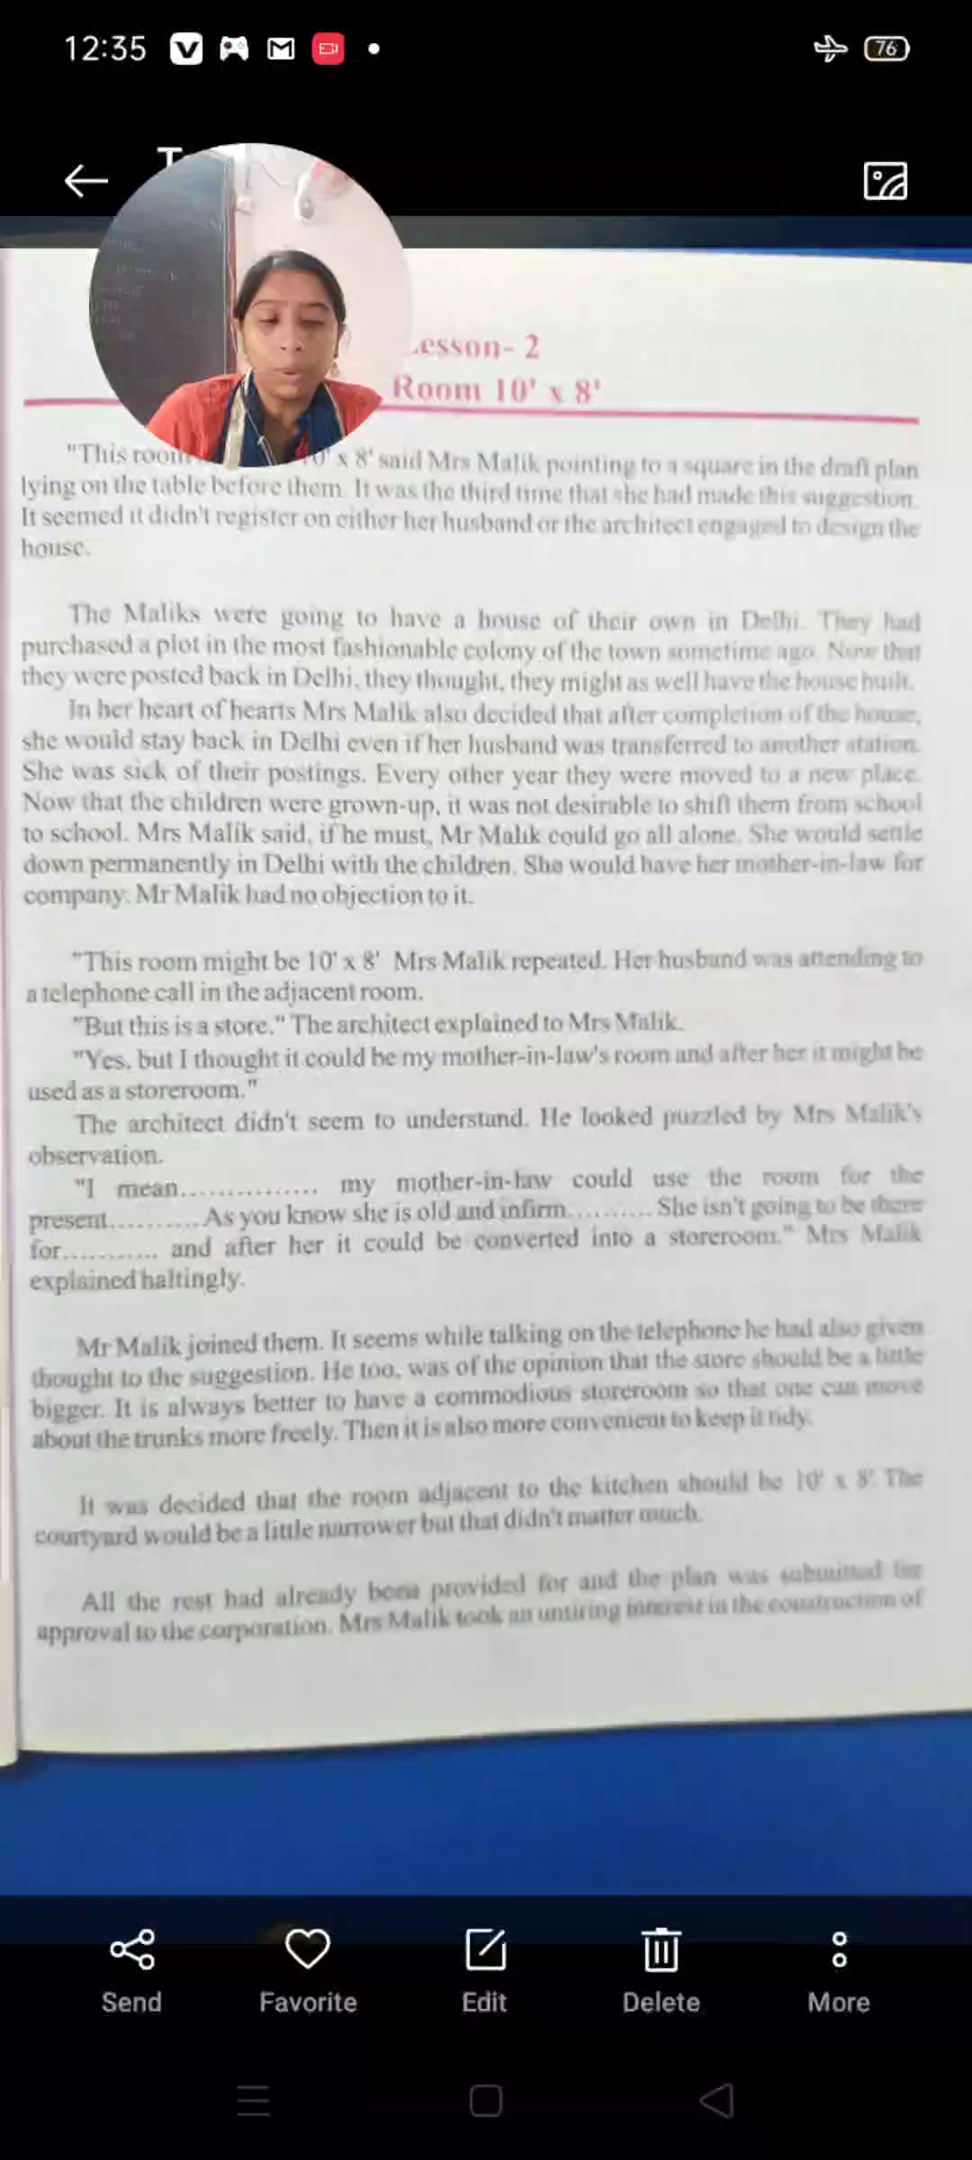 12:35
76
Lesson- 2
Room 10' x 8'
"This room 10' x 8' said Mrs Malik pointing to a square in the draft plan
lying on the table before them. It was the third time that she had made this suggestion.
It seemed it didn't register on either her husband or the architect engaged to design the
house.
The Maliks were going to have a house of their own in Delhi. They had
purchased a plot in the most fashionable colony of the town sometime ago. Now that
they were posted back in Delhi, they thought, they might as well have the house built.
In her heart of hearts Mrs Malik also decided that after completion of the house,
she would stay back in Delhi even if her husband was transferred to another station.
She was sick of their postings. Every other year they were moved to a new place.
Now that the children were grown-up, it was not desirable to shift them from school
to school. Mrs Malik said, if he must, Mr Malik could go all alone. She would settle
down permanently in Delhi with the children. She would have her mother-in-law for
company. Mr Malik had no objection to it.
"This room might be 10' x 8' Mrs Malik repeated. Her husband was attending to
a telephone call in the adjacent room.
"But this is a store." The architect explained to Mrs Malik.
"Yes, but I thought it could be my mother-in-law's room and after her it might be
used as a storeroom."
The architect didn't seem to understand. He looked puzzled by Mrs Malik's
observation.
"I mean............... my mother-in-law could use the room for the
present.......... As you know she is old and infirm.......... She isn't going to be there
for........... and after her it could be converted into a storeroom." Mrs Malik
explained haltingly.
Mr Malik joined them. It seems while talking on the telephone he had also given
thought to the suggestion. He too, was of the opinion that the store should be a little
bigger. It is always better to have a commodious storeroom so that one can move
about the trunks more freely. Then it is also more convenient to keep it tidy.
It was decided that the room adjacent to the kitchen should be 10' x 8' The
courtyard would be a little narrower but that didn't matter much.
All the rest had already been provided for and the plan was submitted for
approval to the corporation. Mrs Malik took an untiring interest in the construction of
Send
Favorite
Edit
Delete
More